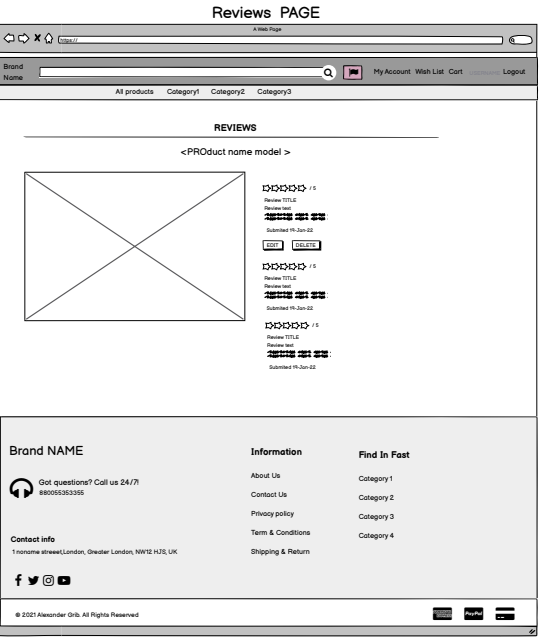 Reviews PAGE
A Web Page
https://
Brand
Name
My Account Wish List Cart Logout
All products Category1 Category2 Category3
REVIEWS
<PROduct name model >
/ 5
Review TITLE
Review text
Submited 19-Jan-22
EDIT DELETE
/ 5
Review TITLE
Review text
Submited 19-Jan-22
/ 5
Review TITLE
Review text
Submited 19-Jan-22
Brand NAME
Got questions? Call us 24/7!
880055353355
Contact info
1 noname streeet,London, Greater London, NW12 HJS, UK
Information
About Us
Contact Us
Privacy policy
Term & Conditions
Shipping & Return
Find In Fast
Category 1
Category 2
Category 3
Category 4
© 2021 Alexander Grib. All Rights Reserved
PayPal